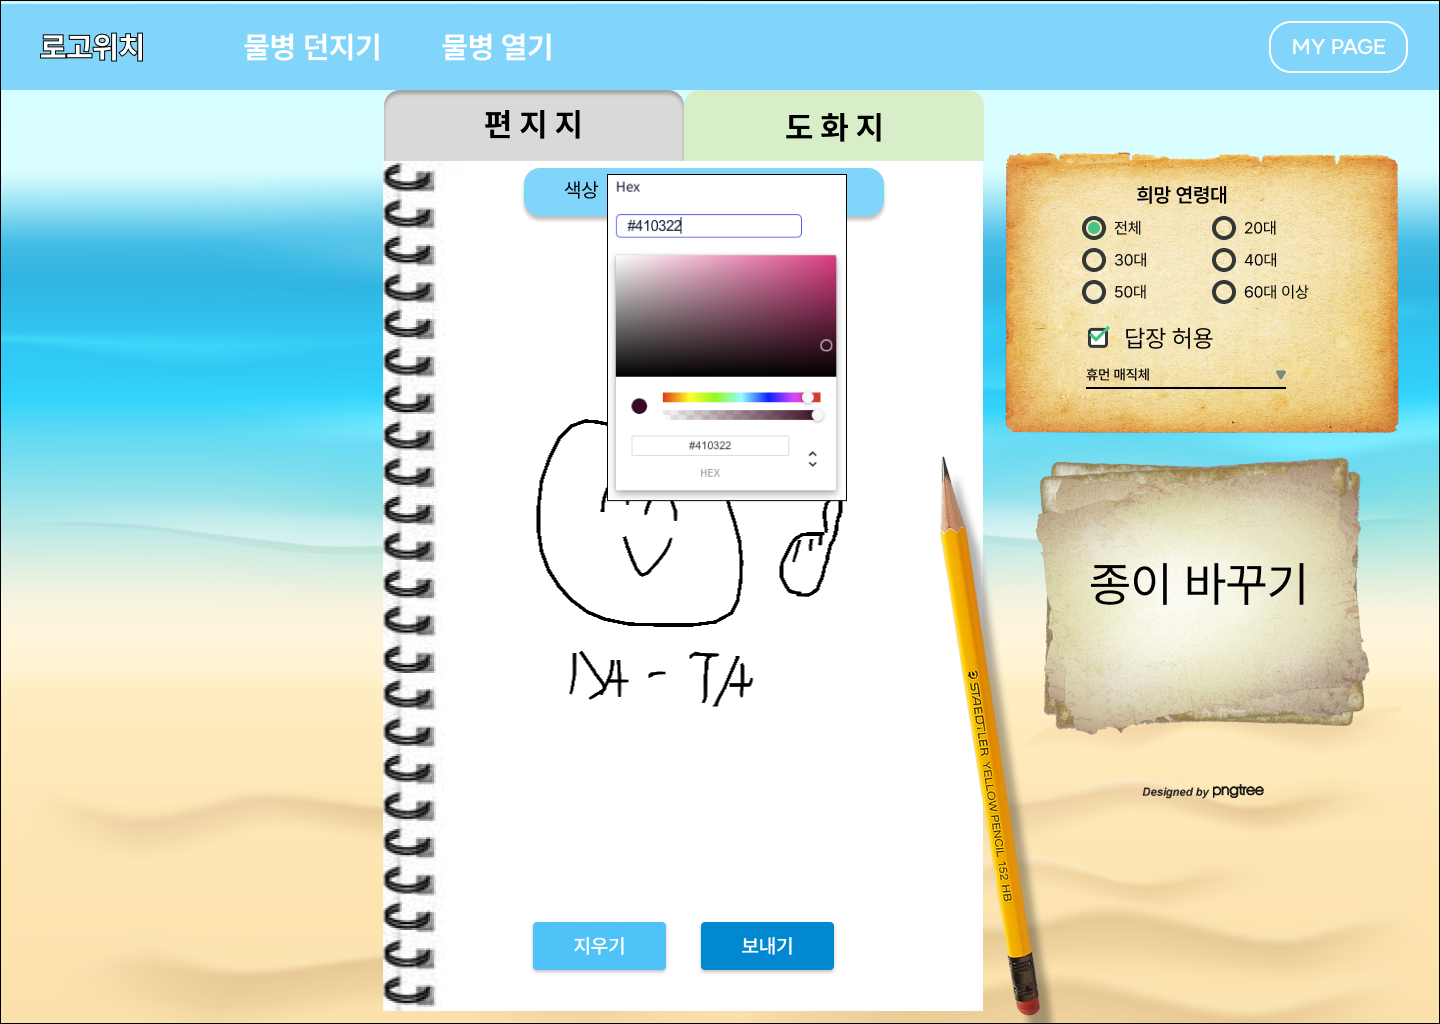 로고위치
물병 던지기
물병 열기
MY PAGE
편 지 지
도 화 지
색상
Hex
#410322
#410322
HEX
희망 연령대
전체
20대
30대
40대
50대
60대 이상
답장 허용
휴먼 매직체
종이 바꾸기
STAEDTLER YELLOW PENCIL 152 HB
Designed by pngtree
지우기
보내기